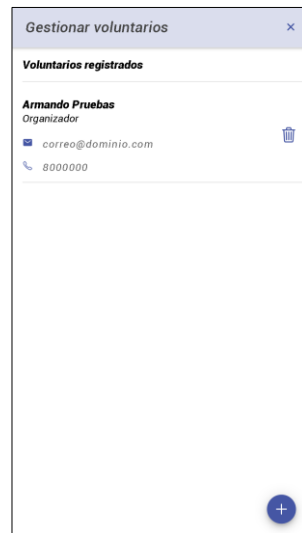 Gestionar voluntarios
Voluntarios registrados
Armando Pruebas
Organizador
correo@dominio.com
8000000